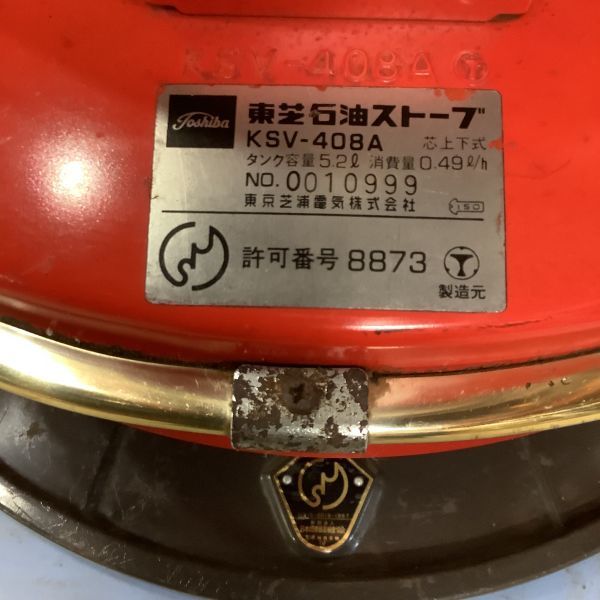 KSV-408A
Toshiba 東芝石油ストーブ
KSV-408A 芯上下式
タンク容量5.2ℓ 消費量0.49ℓ/h
NO. 0010999
東京芝浦電気株式会社 ISO
許可番号 8873
製造元